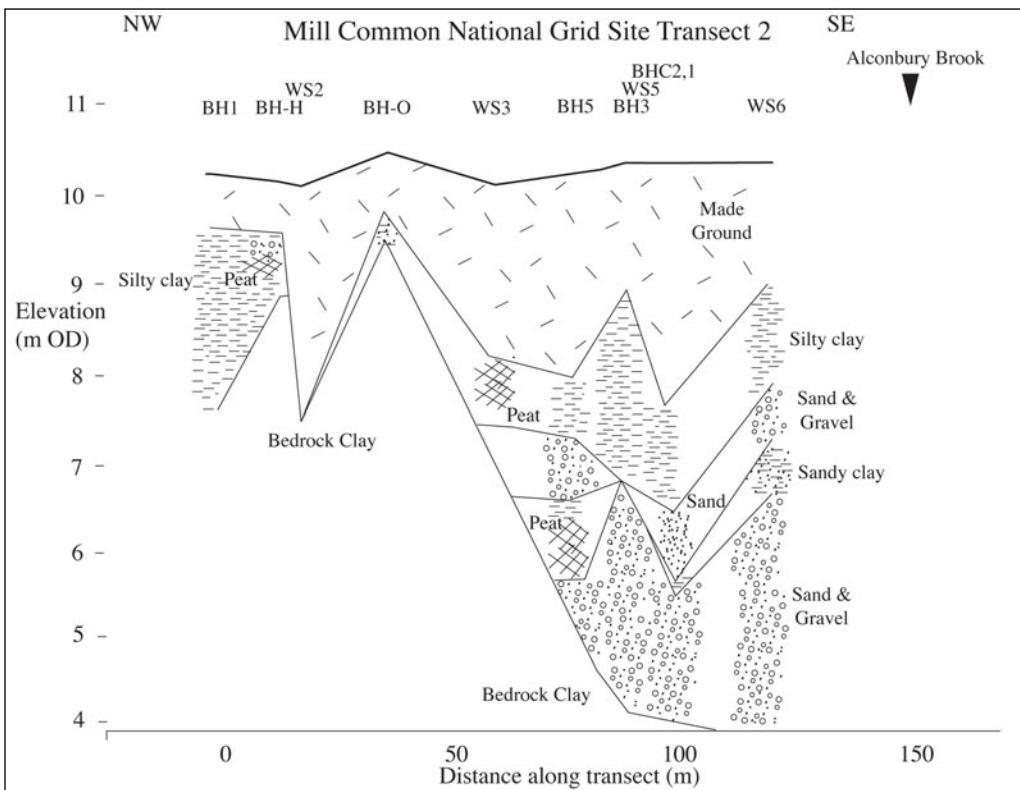 NW
SE
Mill Common National Grid Site Transect 2
Alconbury Brook
BHC2,1
WS2
WS5
11
BH1
BH-H
BH-O
WS3
BH5
BH3
WS6
10
Made
Ground
9
Silty clay
Peat
Elevation
(m OD)
Silty clay
8
Peat
Sand &
Gravel
Bedrock Clay
7
Sandy clay
Sand
Peat
6
Sand &
Gravel
5
Bedrock Clay
4
0
50
100
150
Distance along transect (m)